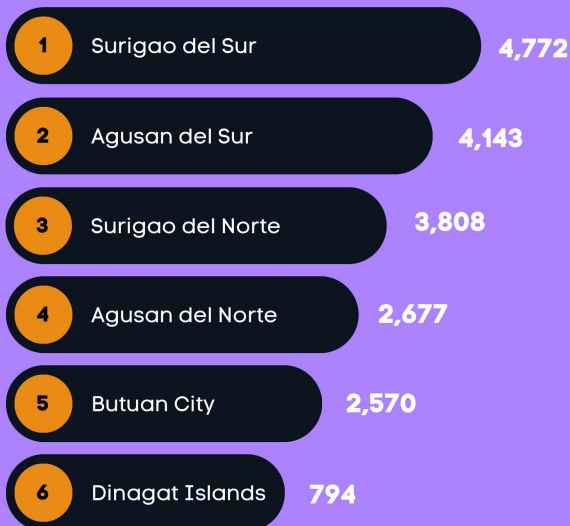 1 Surigao del Sur 4,772
2 Agusan del Sur 4,143
3 Surigao del Norte 3,808
4 Agusan del Norte 2,677
5 Butuan City 2,570
6 Dinagat Islands 794